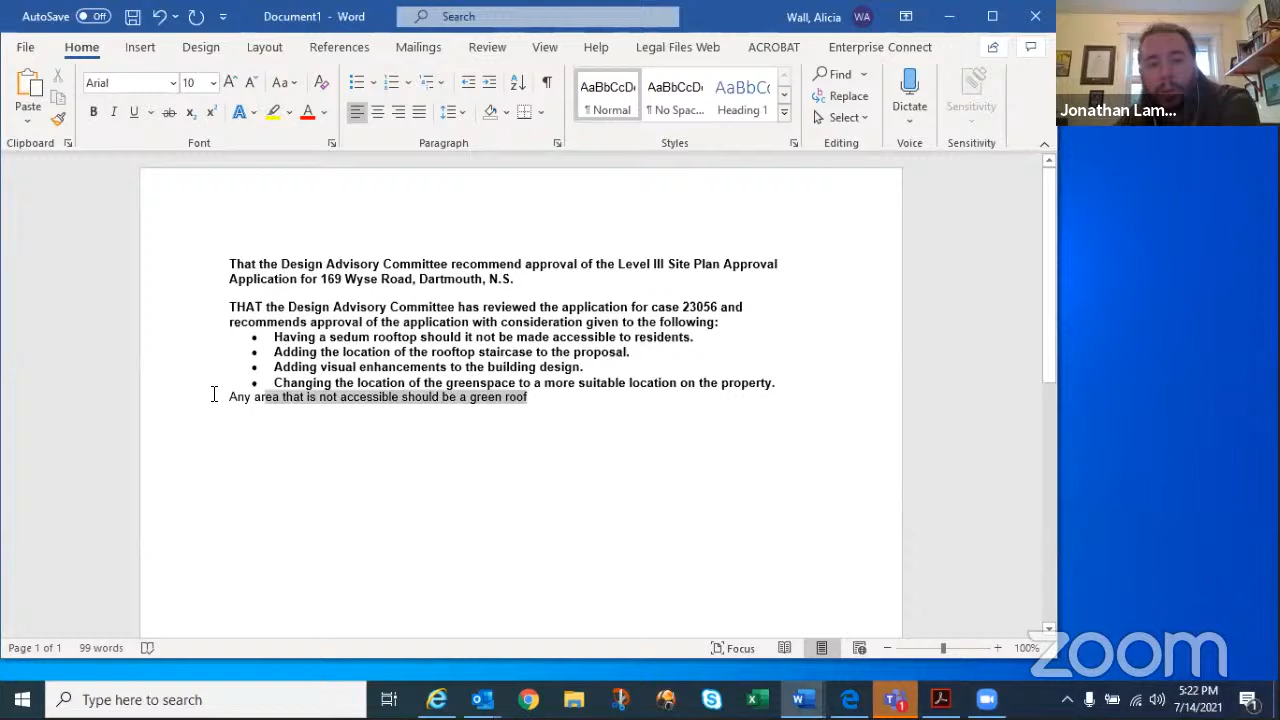 AutoSave Off Document1 - Word Search Wall, Alicia WA
File Home Insert Design Layout References Mailings Review View Help Legal Files Web ACROBAT Enterprise Connect
Paste
Arial 10
Aa
B I U ab x₂ x² A A
AaBbCcDc AaBbCcDc AaBbCc
¶ Normal ¶ No Spac... Heading 1
Find
Replace
Select
Dictate Sensitivity
Clipboard Font Paragraph Styles Editing Voice Sensitivity
Jonathan Lam...
That the Design Advisory Committee recommend approval of the Level III Site Plan Approval
Application for 169 Wyse Road, Dartmouth, N.S.
THAT the Design Advisory Committee has reviewed the application for case 23056 and
recommends approval of the application with consideration given to the following:
• Having a sedum rooftop should it not be made accessible to residents.
• Adding the location of the rooftop staircase to the proposal.
• Adding visual enhancements to the building design.
• Changing the location of the greenspace to a more suitable location on the property.
Any area that is not accessible should be a green roof
Page 1 of 1 99 words Focus 100%
zoom
Type here to search
5:22 PM
7/14/2021
1
1